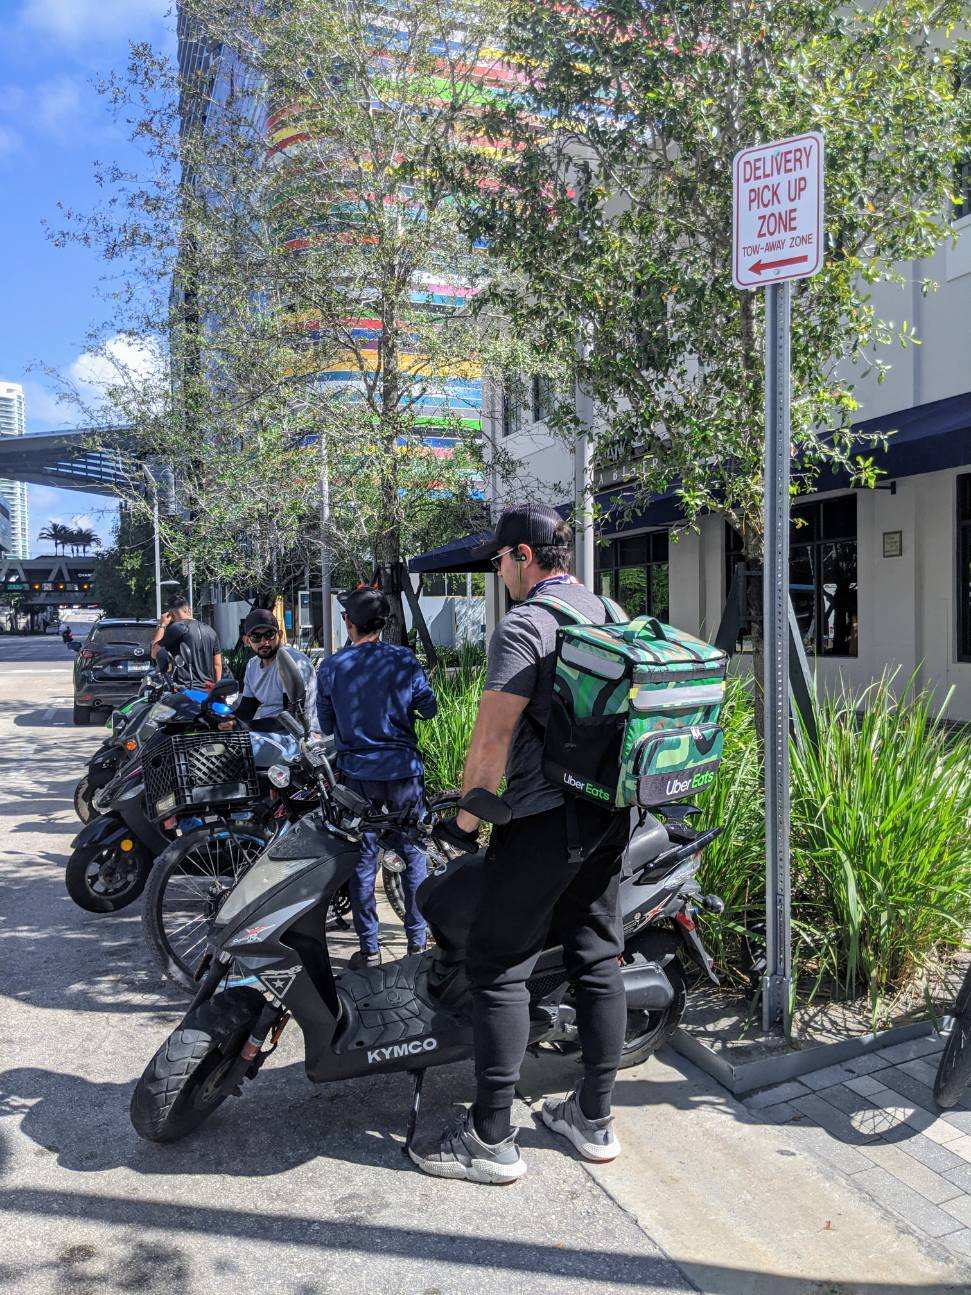 DELIVERY
PICK UP
ZONE
TOW-AWAY ZONE
Uber Eats
Uber Eats
KYMCO